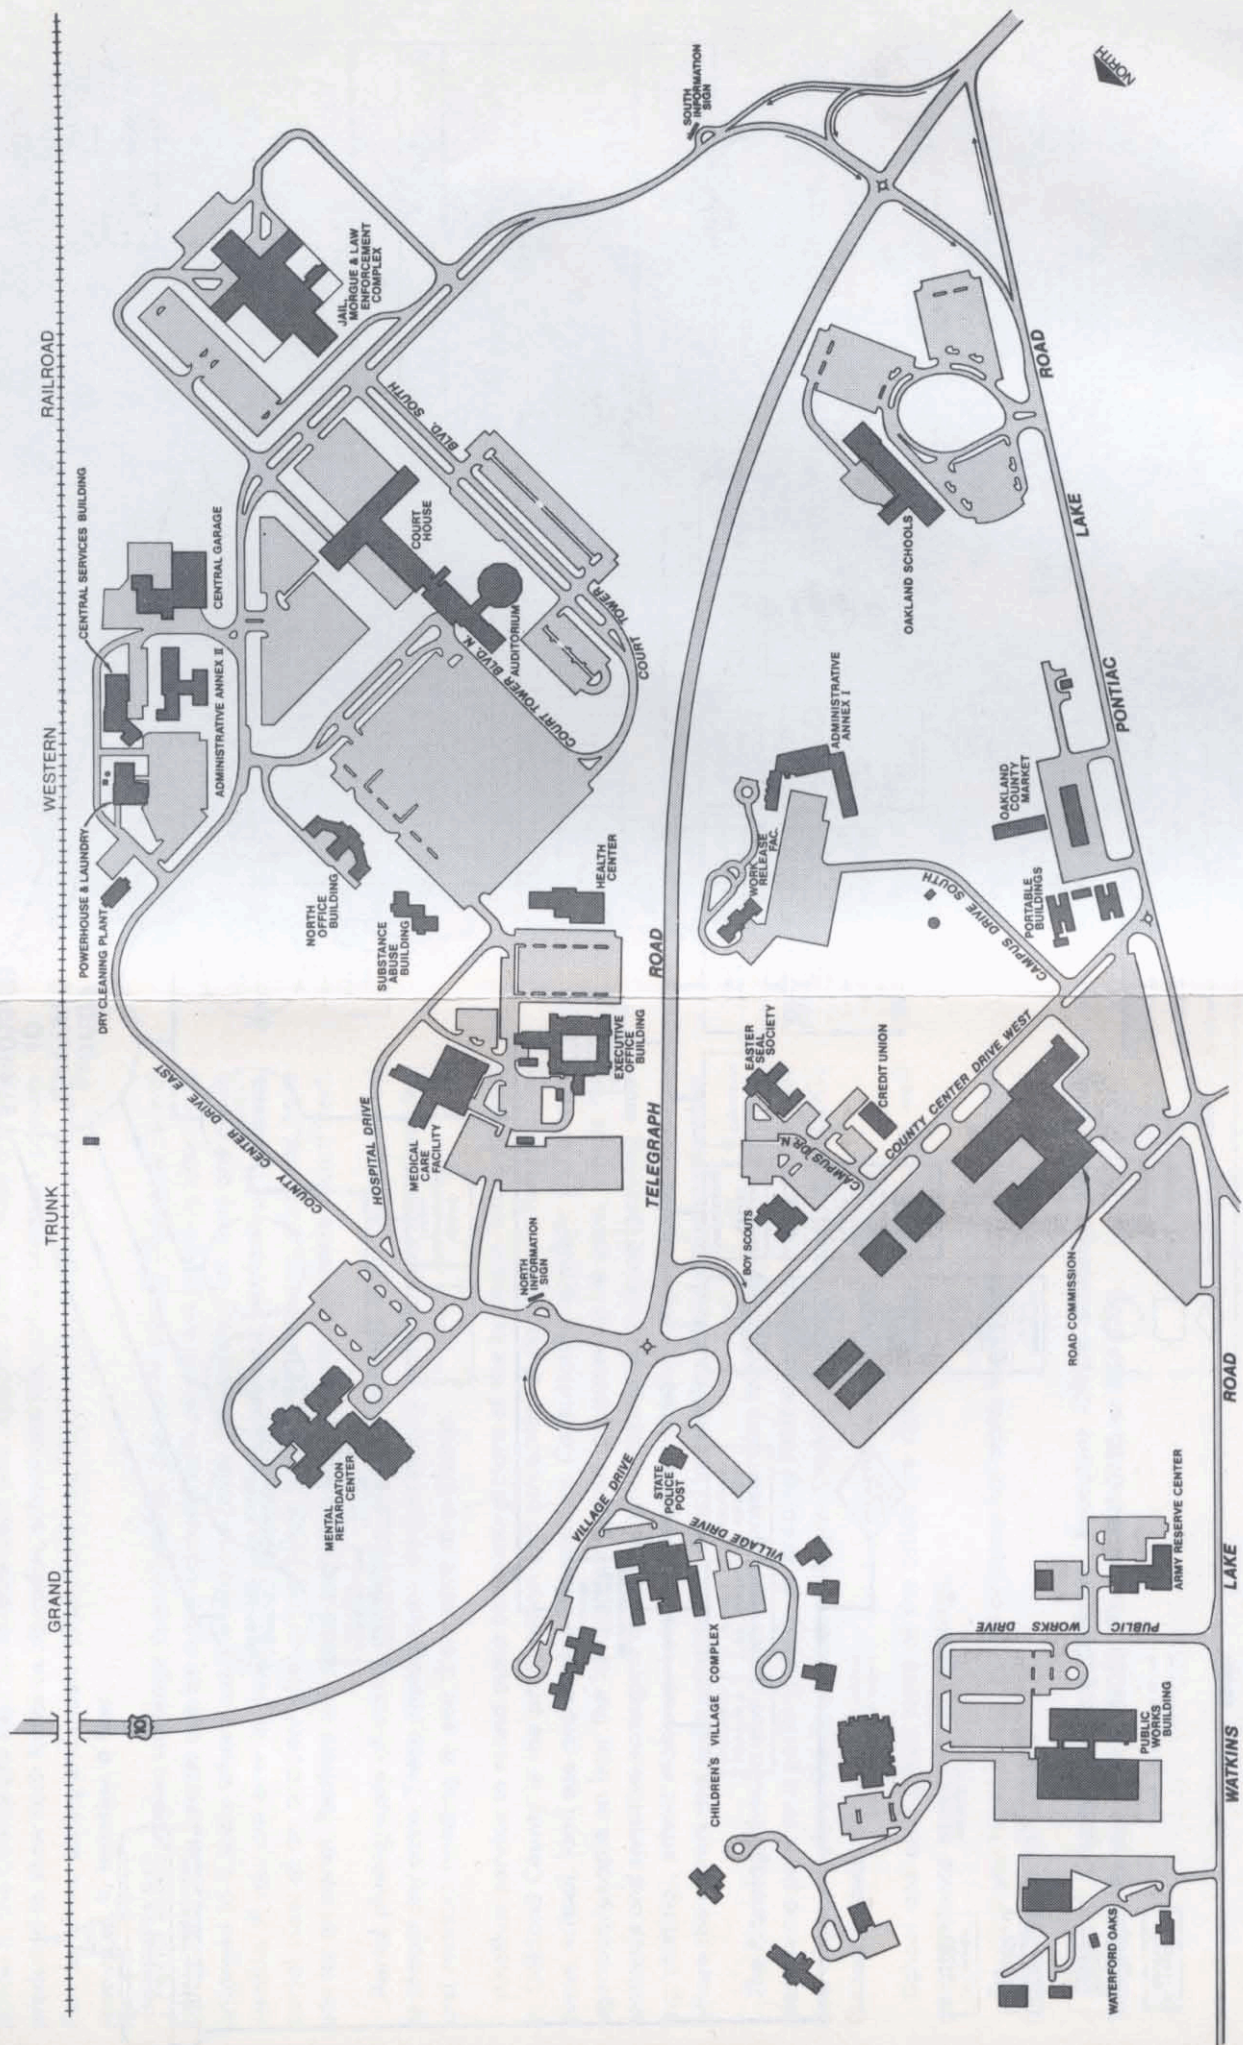 GRAND TRUNK WESTERN RAILROAD
10
POWERHOUSE & LAUNDRY
DRY CLEANING PLANT
CENTRAL SERVICES BUILDING
CENTRAL GARAGE
ADMINISTRATIVE ANNEX II
JAIL,
MORGUE & LAW
ENFORCEMENT
COMPLEX
SOUTH
INFORMATION
SIGN
NORTH
COUNTY CENTER DRIVE EAST
HOSPITAL DRIVE
NORTH
OFFICE
BUILDING
SUBSTANCE
ABUSE
BUILDING
COURT
HOUSE
AUDITORIUM
COURT TOWER BLVD. N.
COURT TOWER BLVD. SOUTH
MENTAL
RETARDATION
CENTER
MEDICAL
CARE
FACILITY
EXECUTIVE
OFFICE
BUILDING
HEALTH
CENTER
NORTH
INFORMATION
SIGN
TELEGRAPH ROAD
VILLAGE DRIVE
STATE
POLICE
POST
VILLAGE DRIVE
CHILDREN'S VILLAGE COMPLEX
BOY SCOUTS
EASTER
SEAL
SOCIETY
CREDIT UNION
CAMPUS DR. N.
COUNTY CENTER DRIVE WEST
WORK
RELEASE
FAC.
ADMINISTRATIVE
ANNEX I
CAMPUS DRIVE SOUTH
OAKLAND SCHOOLS
OAKLAND
COUNTY
MARKET
PORTABLE
BUILDINGS
ROAD COMMISSION
PUBLIC WORKS DRIVE
ARMY RESERVE CENTER
PUBLIC
WORKS
BUILDING
WATERFORD OAKS
WATKINS LAKE ROAD
PONTIAC LAKE ROAD